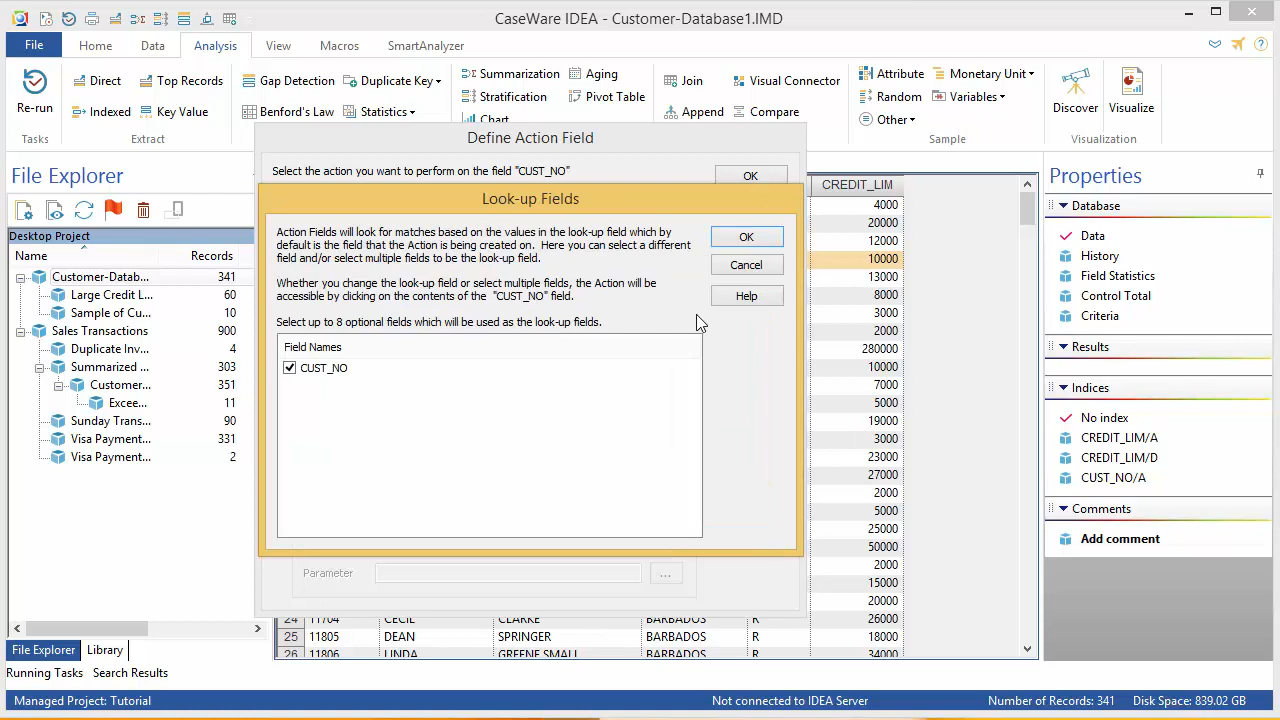 CaseWare IDEA - Customer-Database1.IMD
File Home Data Analysis View Macros SmartAnalyzer
Re-run
Tasks
Direct Top Records
Indexed Key Value
Extract
Gap Detection Duplicate Key
Benford's Law Statistics
Summarization Aging
Stratification Pivot Table
Chart
Join Visual Connector
Append Compare
Attribute Monetary Unit
Random Variables
Other
Sample
Discover Visualize
Visualization
File Explorer
Desktop Project
Name Records
Customer-Datab... 341
Large Credit L... 60
Sample of Cu... 10
Sales Transactions 900
Duplicate Inv... 4
Summarized ... 303
Customer... 351
Excee... 11
Sunday Trans... 90
Visa Payment... 331
Visa Payment... 2
File Explorer Library
Running Tasks Search Results
Define Action Field
Select the action you want to perform on the field "CUST_NO"
OK
Look-up Fields
Action Fields will look for matches based on the values in the look-up field which by
default is the field that the Action is being created on. Here you can select a different
field and/or select multiple fields to be the look-up field.
Whether you change the look-up field or select multiple fields, the Action will be
accessible by clicking on the contents of the "CUST_NO" field.
Select up to 8 optional fields which will be used as the look-up fields.
OK
Cancel
Help
Field Names
CUST_NO
Parameter ...
CREDIT_LIM
4000
20000
12000
10000
13000
8000
3000
2000
280000
10000
7000
5000
19000
3000
23000
27000
2000
5000
25000
50000
2000
15000
20000
24 11704 CECIL CLARKE BARBADOS R 26000
25 11805 DEAN SPRINGER BARBADOS R 18000
26 11806 LINDA GREENE SMALL BARBADOS R 34000
Properties
Database
Data
History
Field Statistics
Control Total
Criteria
Results
Indices
No index
CREDIT_LIM/A
CREDIT_LIM/D
CUST_NO/A
Comments
Add comment
Managed Project: Tutorial Not connected to IDEA Server Number of Records: 341 Disk Space: 839.02 GB